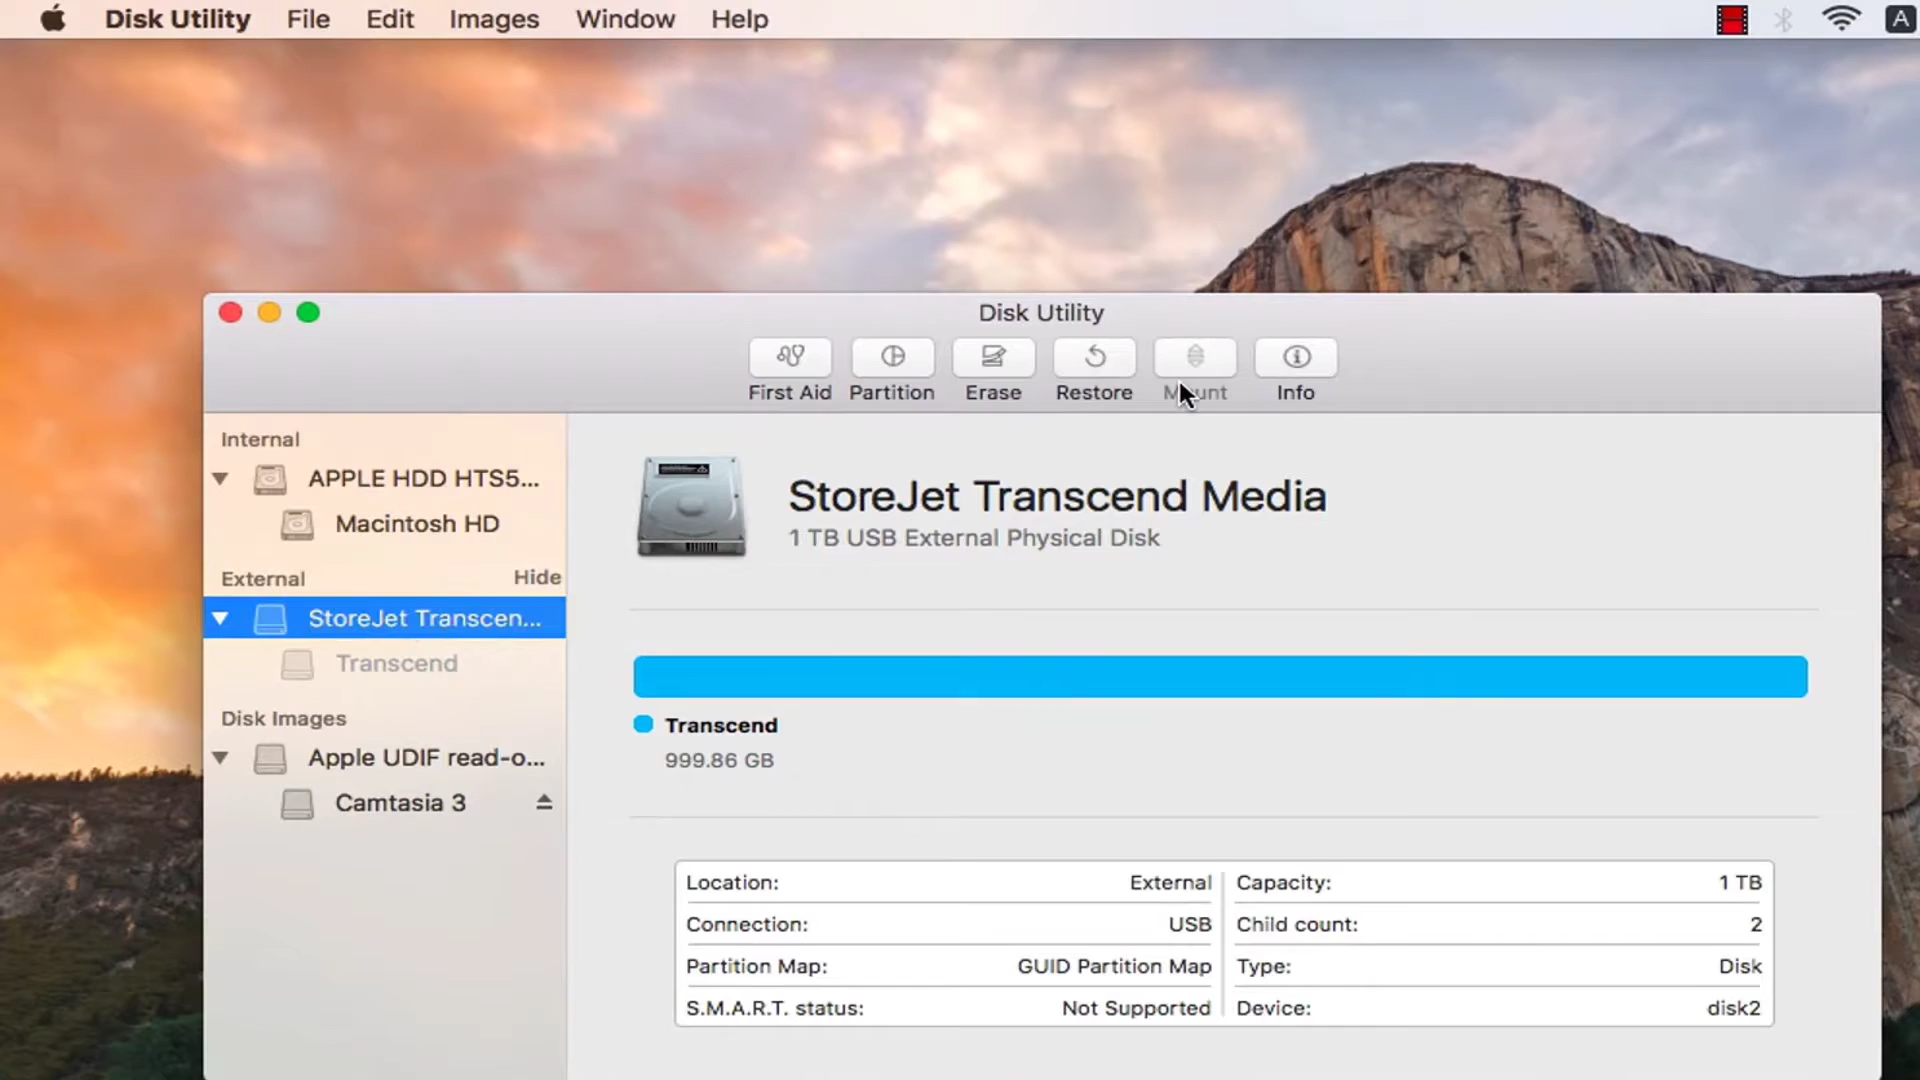 Disk Utility File Edit Images Window Help
A
Disk Utility
First Aid Partition Erase Restore Mount Info
Internal
APPLE HDD HTS5...
Macintosh HD
External Hide
StoreJet Transcen...
Transcend
Disk Images
Apple UDIF read-o...
Camtasia 3
StoreJet Transcend Media
1 TB USB External Physical Disk
Transcend
999.86 GB
Location: External Capacity: 1 TB
Connection: USB Child count: 2
Partition Map: GUID Partition Map Type: Disk
S.M.A.R.T. status: Not Supported Device: disk2